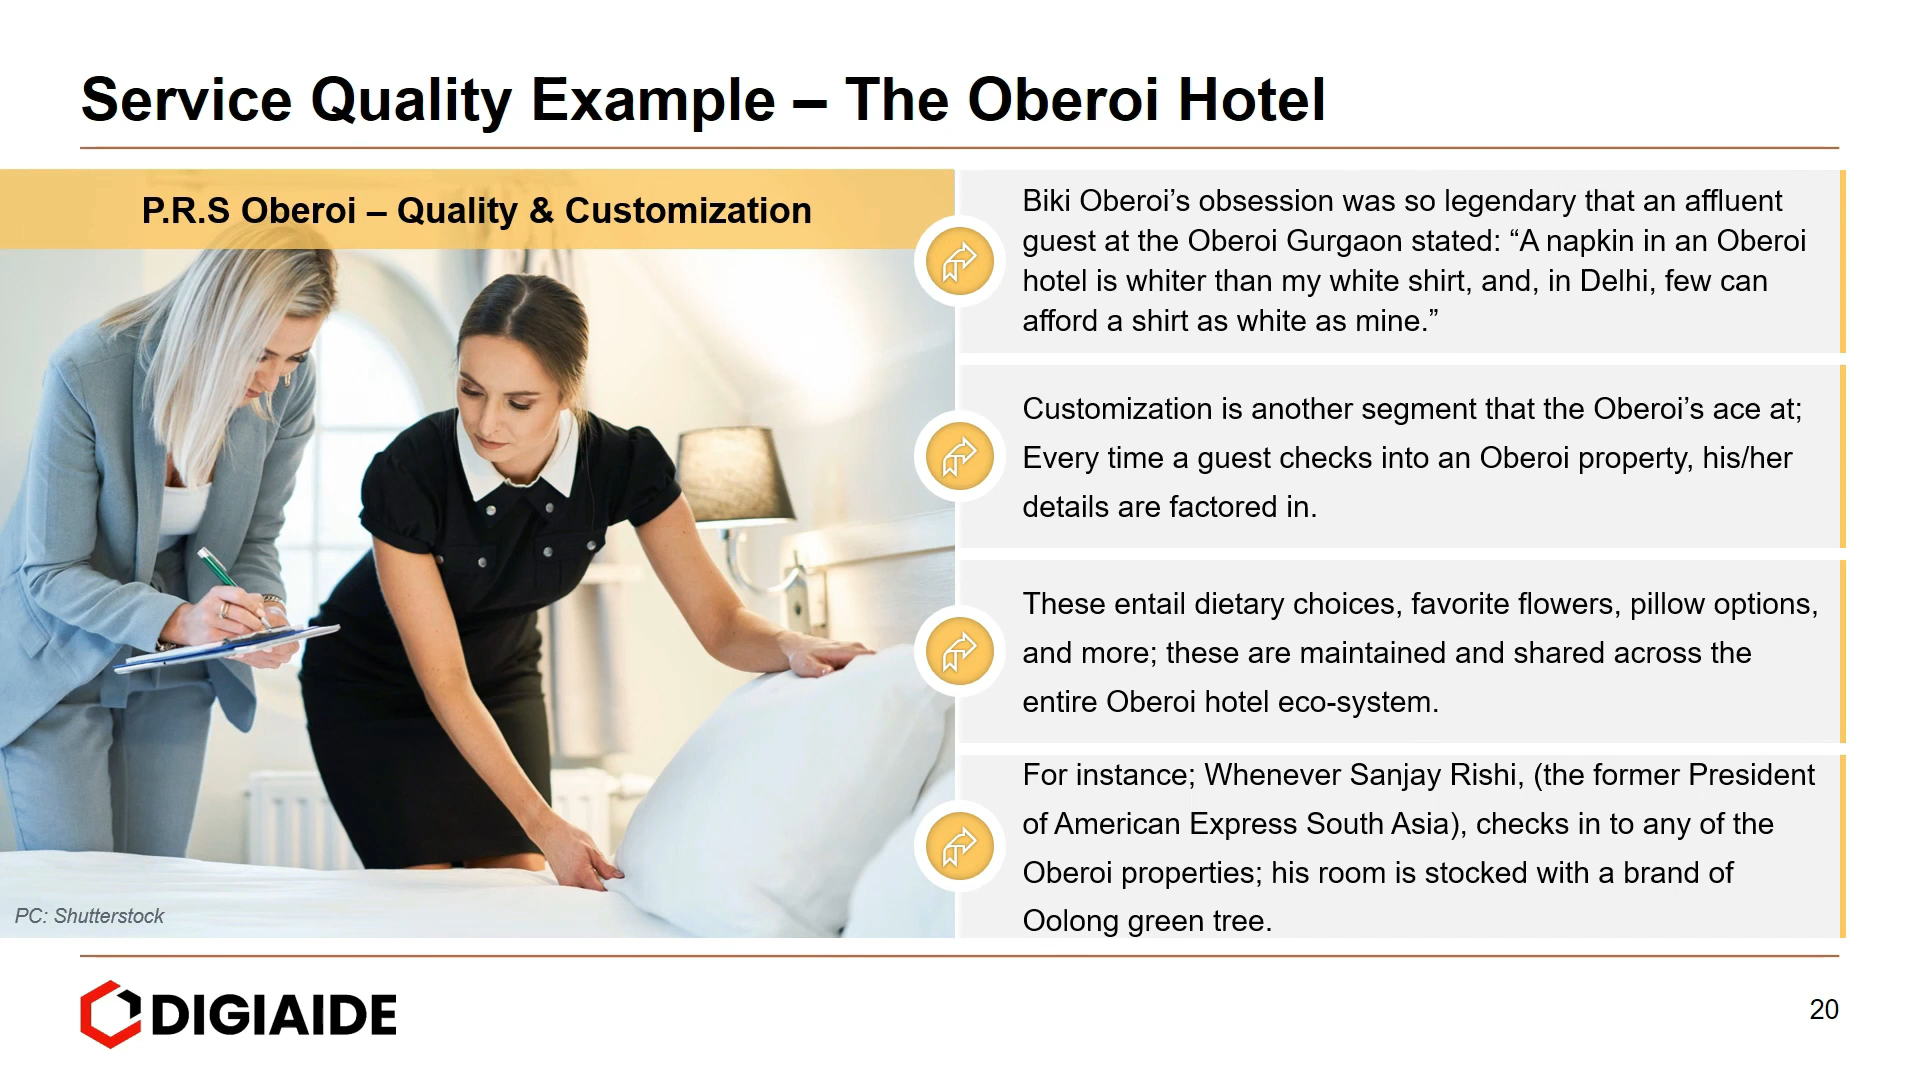 Service Quality Example – The Oberoi Hotel
P.R.S Oberoi – Quality & Customization
Biki Oberoi’s obsession was so legendary that an affluent
guest at the Oberoi Gurgaon stated: “A napkin in an Oberoi
hotel is whiter than my white shirt, and, in Delhi, few can
afford a shirt as white as mine.”
Customization is another segment that the Oberoi’s ace at;
Every time a guest checks into an Oberoi property, his/her
details are factored in.
These entail dietary choices, favorite flowers, pillow options,
and more; these are maintained and shared across the
entire Oberoi hotel eco-system.
For instance; Whenever Sanjay Rishi, (the former President
of American Express South Asia), checks in to any of the
Oberoi properties; his room is stocked with a brand of
Oolong green tree.
PC: Shutterstock
DIGIAIDE
20